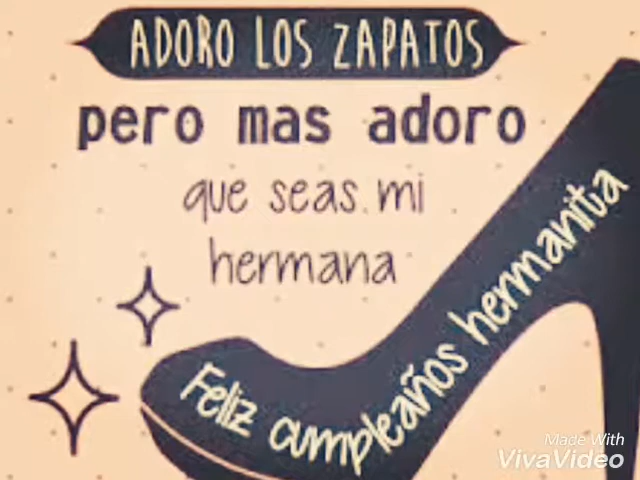 ADORO LOS ZAPATOS
pero mas adoro
que seas mi
hermana
Feliz cumpleaños hermanita
Made With
VivaVideo